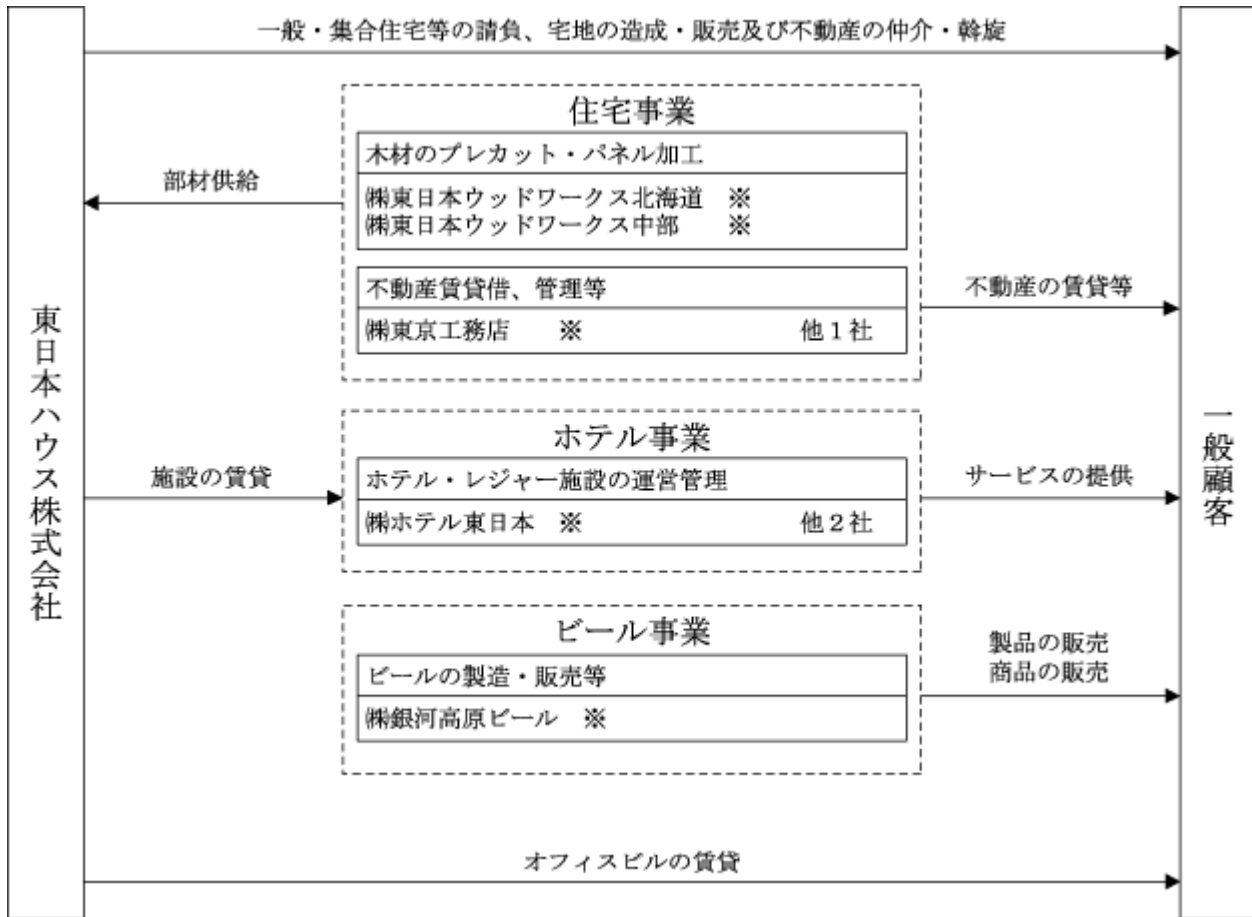 一般・集合住宅等の請負、宅地の造成・販売及び不動産の仲介・斡旋
東日本ハウス株式会社
一般顧客
住宅事業
木材のプレカット・パネル加工
㈱東日本ウッドワークス北海道 ※
㈱東日本ウッドワークス中部 ※
部材供給
不動産賃貸借、管理等
㈱東京工務店 ※ 他1社
不動産の賃貸等
ホテル事業
ホテル・レジャー施設の運営管理
㈱ホテル東日本 ※ 他2社
施設の賃貸
サービスの提供
ビール事業
ビールの製造・販売等
㈱銀河高原ビール ※
製品の販売
商品の販売
オフィスビルの賃貸